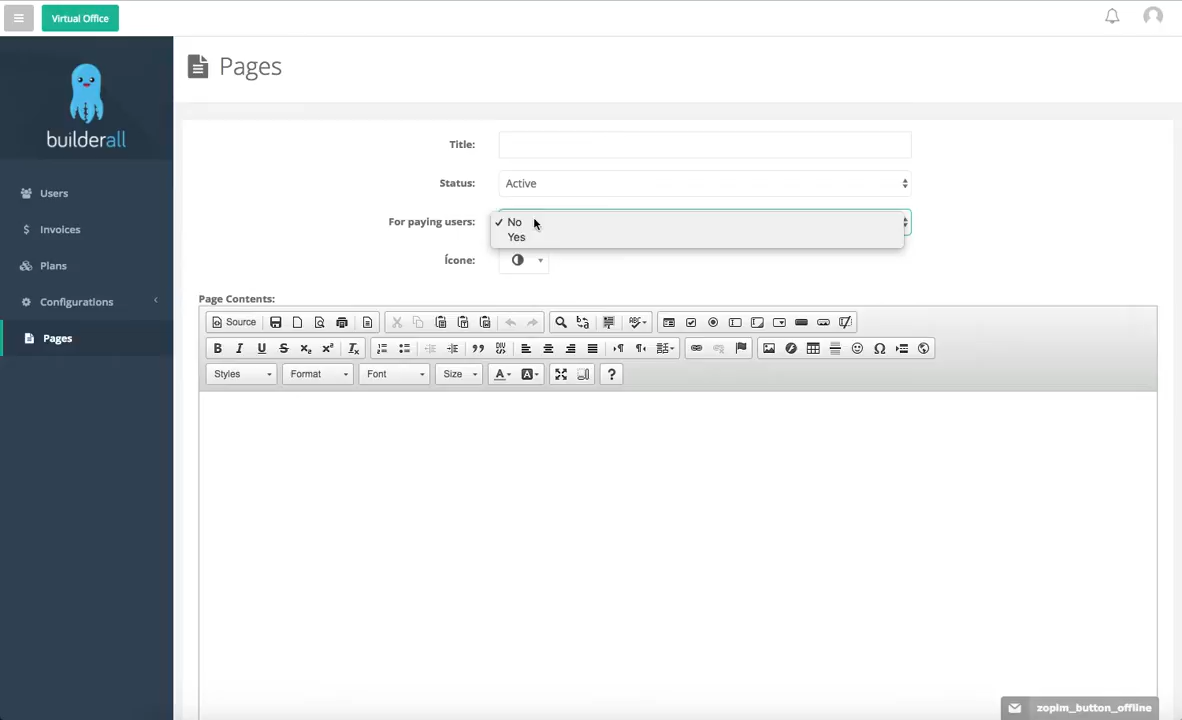 Virtual Office
builderall
Users
Invoices
Plans
Configurations
Pages
Pages
Title:
Status:
Active
For paying users:
No
Yes
Ícone:
Page Contents:
Source
Styles
Format
Font
Size
zopim_button_offline